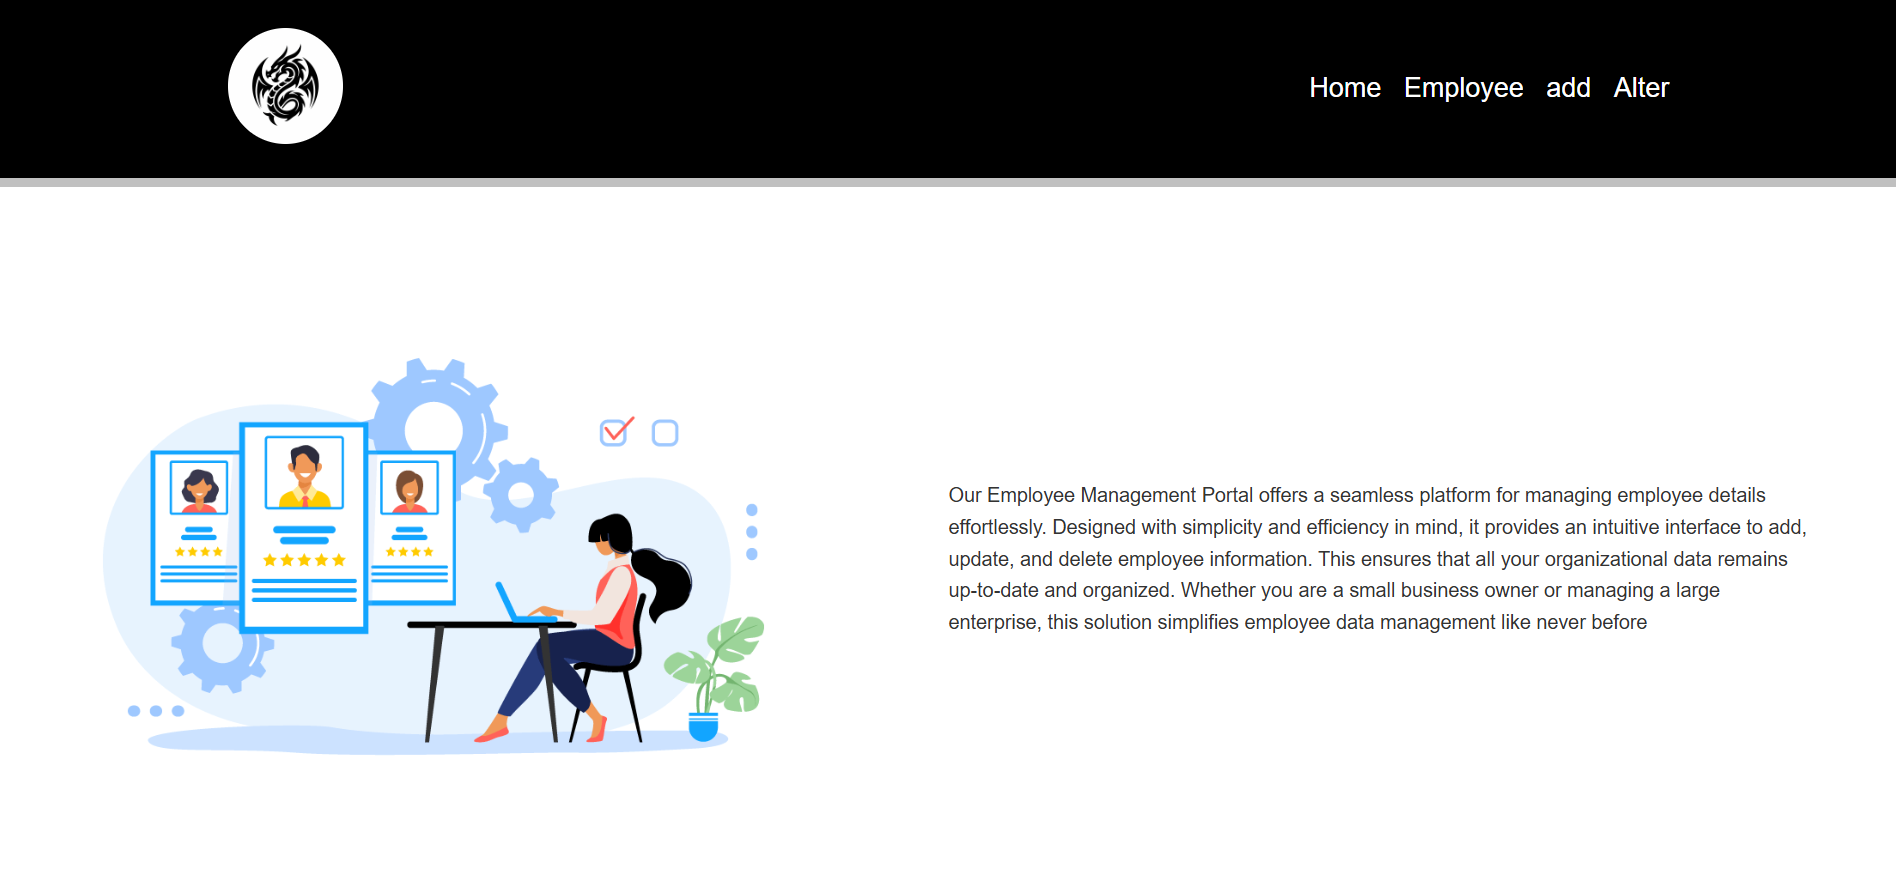 Home Employee add Alter
Our Employee Management Portal offers a seamless platform for managing employee details
effortlessly. Designed with simplicity and efficiency in mind, it provides an intuitive interface to add,
update, and delete employee information. This ensures that all your organizational data remains
up-to-date and organized. Whether you are a small business owner or managing a large
enterprise, this solution simplifies employee data management like never before